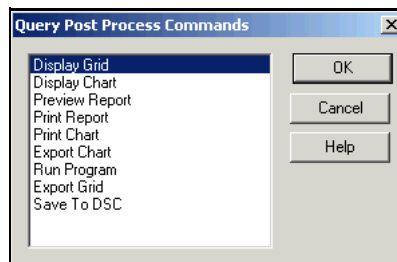 Query Post Process Commands
Display Grid
Display Chart
Preview Report
Print Report
Print Chart
Export Chart
Run Program
Export Grid
Save To DSC
OK
Cancel
Help